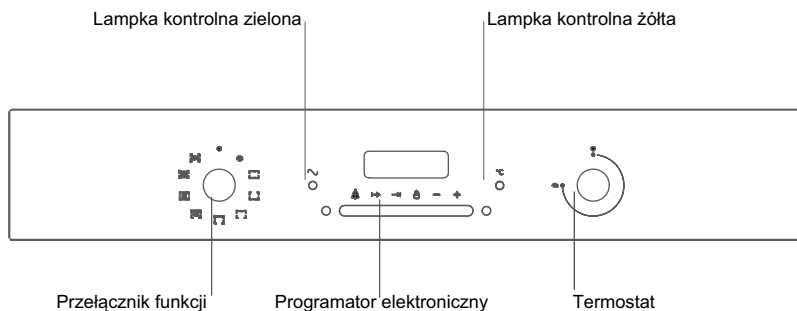 Lampka kontrolna zielona
Lampka kontrolna żółta
°C
Przełącznik funkcji
Programator elektroniczny
Termostat